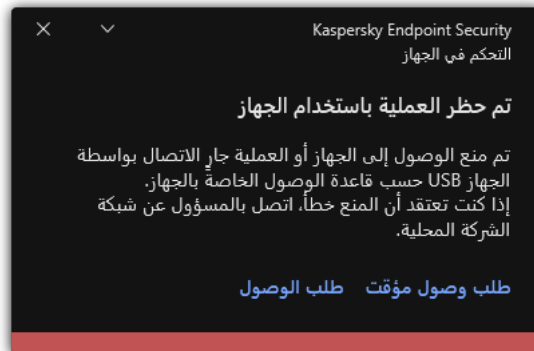 Kaspersky Endpoint Security
التحكم في الجهاز
تم حظر العملية باستخدام الجهاز
تم منع الوصول إلى الجهاز أو العملية جارٍ الاتصال بواسطة
الجهاز USB حسب قاعدة الوصول الخاصةً بالجهاز.
إذا كنت تعتقد أن المنع خطأ، اتصل بالمسؤول عن شبكة
الشركة المحلية.
طلب وصول مؤقت طلب الوصول